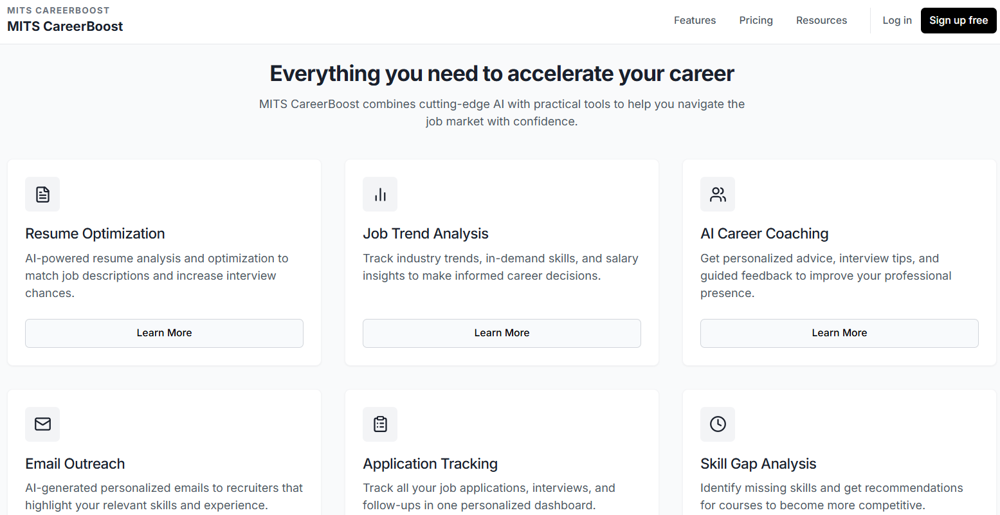 MITS CAREERBOOST
MITS CareerBoost
Features
Pricing
Resources
Log in
Sign up free
Everything you need to accelerate your career
MITS CareerBoost combines cutting-edge AI with practical tools to help you navigate the
job market with confidence.
Resume Optimization
AI-powered resume analysis and optimization to
match job descriptions and increase interview
chances.
Learn More
Job Trend Analysis
Track industry trends, in-demand skills, and salary
insights to make informed career decisions.
Learn More
AI Career Coaching
Get personalized advice, interview tips, and
guided feedback to improve your professional
presence.
Learn More
Email Outreach
AI-generated personalized emails to recruiters that
highlight your relevant skills and experience.
Application Tracking
Track all your job applications, interviews, and
follow-ups in one personalized dashboard.
Skill Gap Analysis
Identify missing skills and get recommendations
for courses to become more competitive.